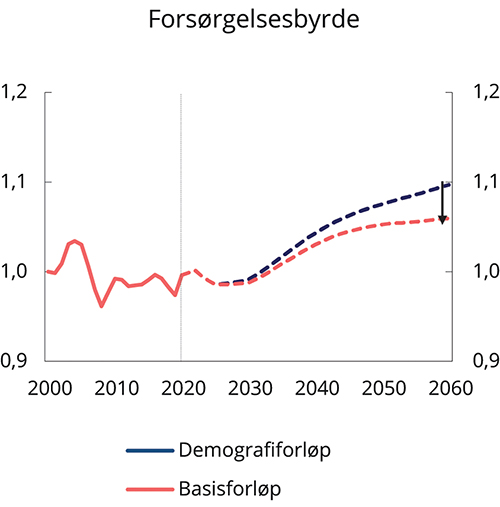 Forsørgelsesbyrde
1,2 1,2
1,1 1,1
1,0 1,0
0,9 0,9
2000 2010 2020 2030 2040 2050 2060
Demografiforløp
Basisforløp